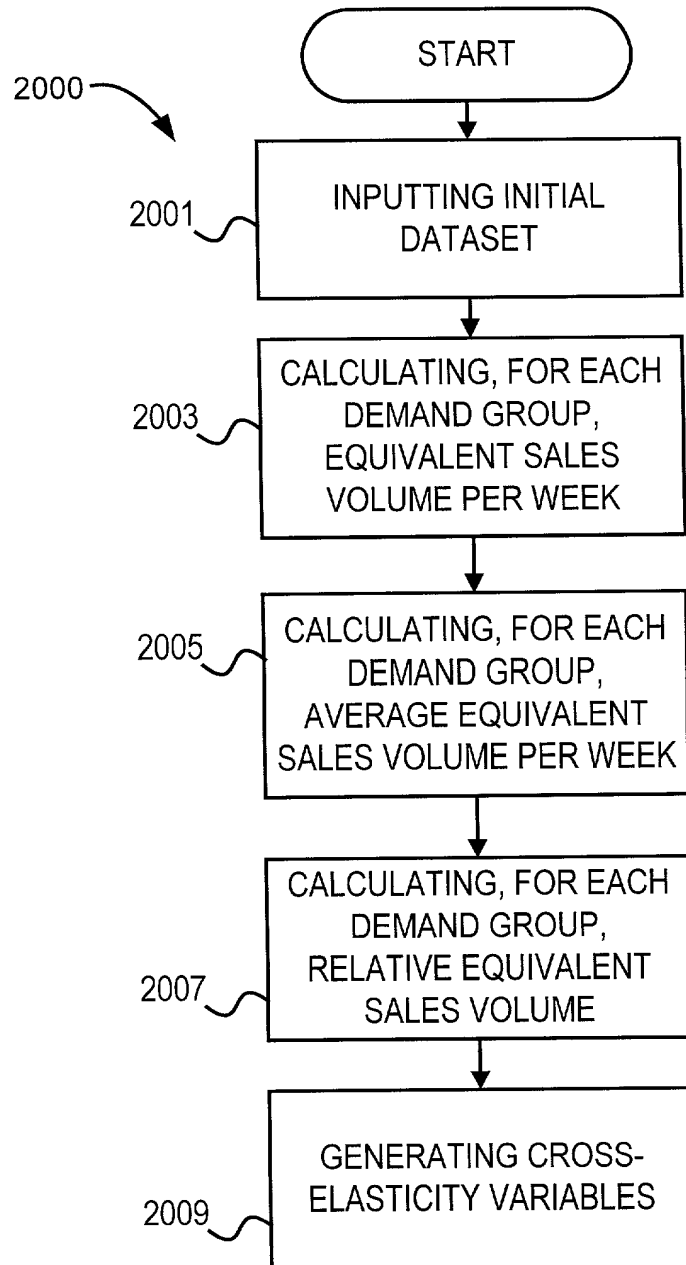 START
2000
2001
INPUTTING INITIAL
DATASET
2003
CALCULATING, FOR EACH
DEMAND GROUP,
EQUIVALENT SALES
VOLUME PER WEEK
2005
CALCULATING, FOR EACH
DEMAND GROUP,
AVERAGE EQUIVALENT
SALES VOLUME PER WEEK
2007
CALCULATING, FOR EACH
DEMAND GROUP,
RELATIVE EQUIVALENT
SALES VOLUME
2009
GENERATING CROSS-
ELASTICITY VARIABLES